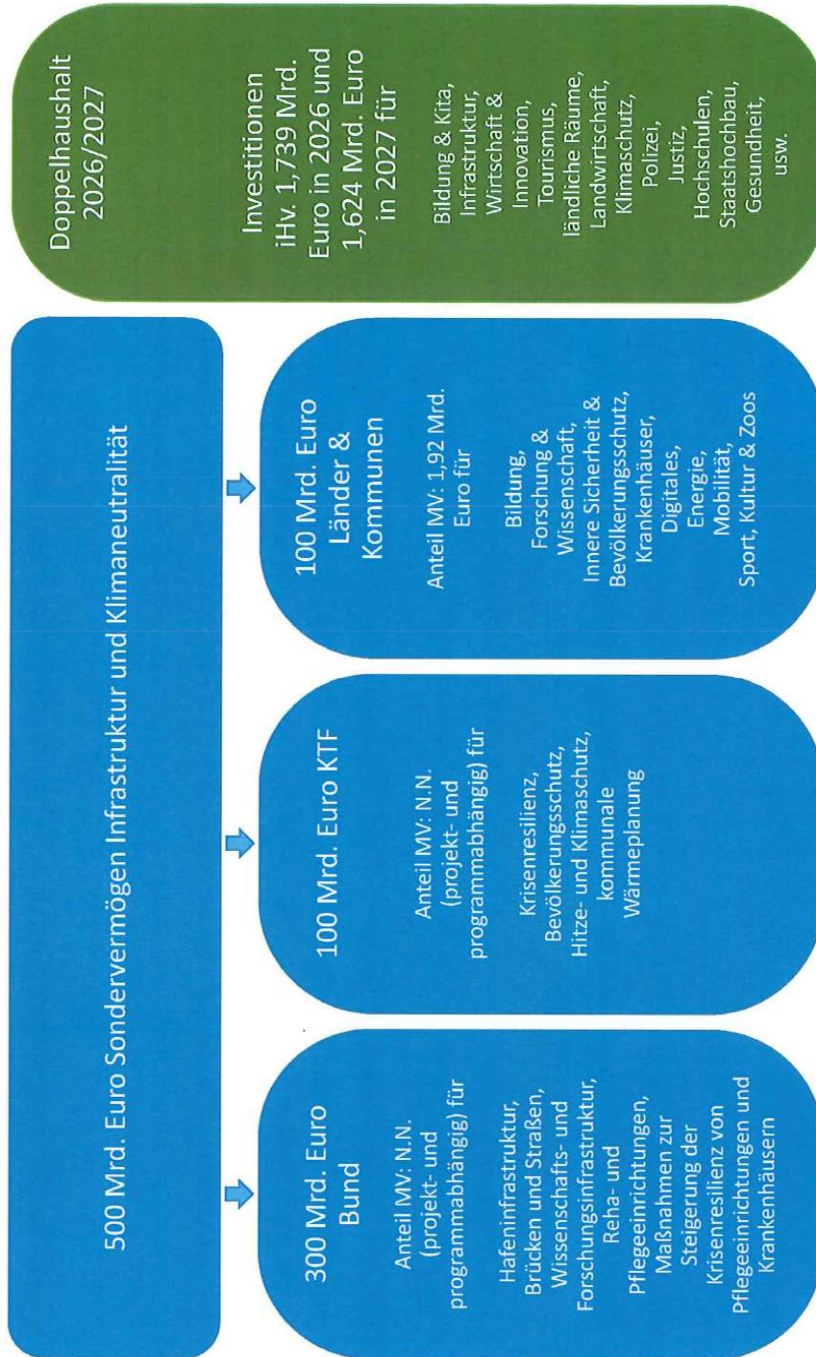 500 Mrd. Euro Sondervermögen Infrastruktur und Klimaneutralität
300 Mrd. Euro
Bund
Anteil MV: N.N.
(projekt- und
programmabhängig) für
Hafeninfrastruktur,
Brücken und Straßen,
Wissenschafts- und
Forschungsinfrastruktur,
Reha- und
Pflegeeinrichtungen,
Maßnahmen zur
Steigerung der
Krisenresilienz von
Pflegeeinrichtungen und
Krankenhäusern
100 Mrd. Euro KTF
Anteil MV: N.N.
(projekt- und
programmabhängig) für
Krisenresilienz,
Bevölkerungsschutz,
Hitze- und Klimaschutz,
kommunale
Wärmeplanung
100 Mrd. Euro
Länder &
Kommunen
Anteil MV: 1,92 Mrd.
Euro für
Bildung,
Forschung &
Wissenschaft,
Innere Sicherheit &
Bevölkerungsschutz,
Krankenhäuser,
Digitales,
Energie,
Mobilität,
Sport, Kultur & Zoos
Doppelhaushalt
2026/2027
Investitionen
iHv. 1,739 Mrd.
Euro in 2026 und
1,624 Mrd. Euro
in 2027 für
Bildung & Kita,
Infrastruktur,
Wirtschaft &
Innovation,
Tourismus,
ländliche Räume,
Landwirtschaft,
Klimaschutz,
Polizei,
Justiz,
Hochschulen,
Staatshochbau,
Gesundheit,
usw.